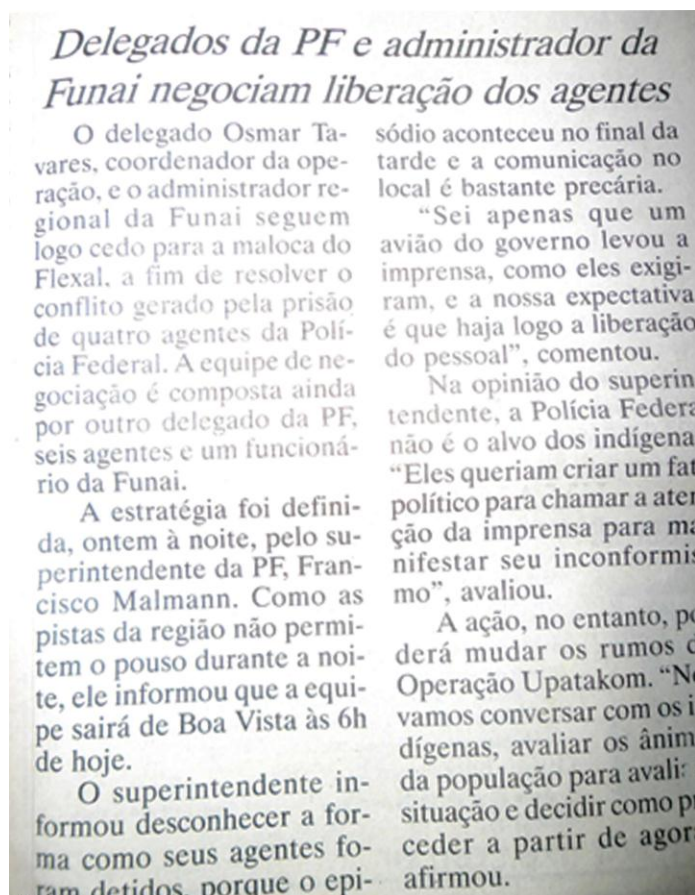 Delegados da PF e administrador da
Funai negociam liberação dos agentes
O delegado Osmar Ta-
vares, coordenador da ope-
ração, e o administrador re-
gional da Funai seguem
logo cedo para a maloca do
Flexal, a fim de resolver o
conflito gerado pela prisão
de quatro agentes da Polí-
cia Federal. A equipe de ne-
gociação é composta ainda
por outro delegado da PF,
seis agentes e um funcioná-
rio da Funai.
A estratégia foi defini-
da, ontem à noite, pelo su-
perintendente da PF, Fran-
cisco Malmann. Como as
pistas da região não permi-
tem o pouso durante a noi-
te, ele informou que a equi-
pe sairá de Boa Vista às 6h
de hoje.
O superintendente in-
formou desconhecer a for-
ma como seus agentes fo-
ram detidos, porque o epi-
sódio aconteceu no final da
tarde e a comunicação no
local é bastante precária.
"Sei apenas que um
avião do governo levou a
imprensa, como eles exigi-
ram, e a nossa expectativa
é que haja logo a liberação
do pessoal", comentou.
Na opinião do superin
tendente, a Polícia Federa
não é o alvo dos indígena
"Eles queriam criar um fat
político para chamar a aten
ção da imprensa para ma
nifestar seu inconformis
mo", avaliou.
A ação, no entanto, po
derá mudar os rumos d
Operação Upatakom. "No
vamos conversar com os i
dígenas, avaliar os ânim
da população para avali
situação e decidir como p
ceder a partir de agor
afirmou.